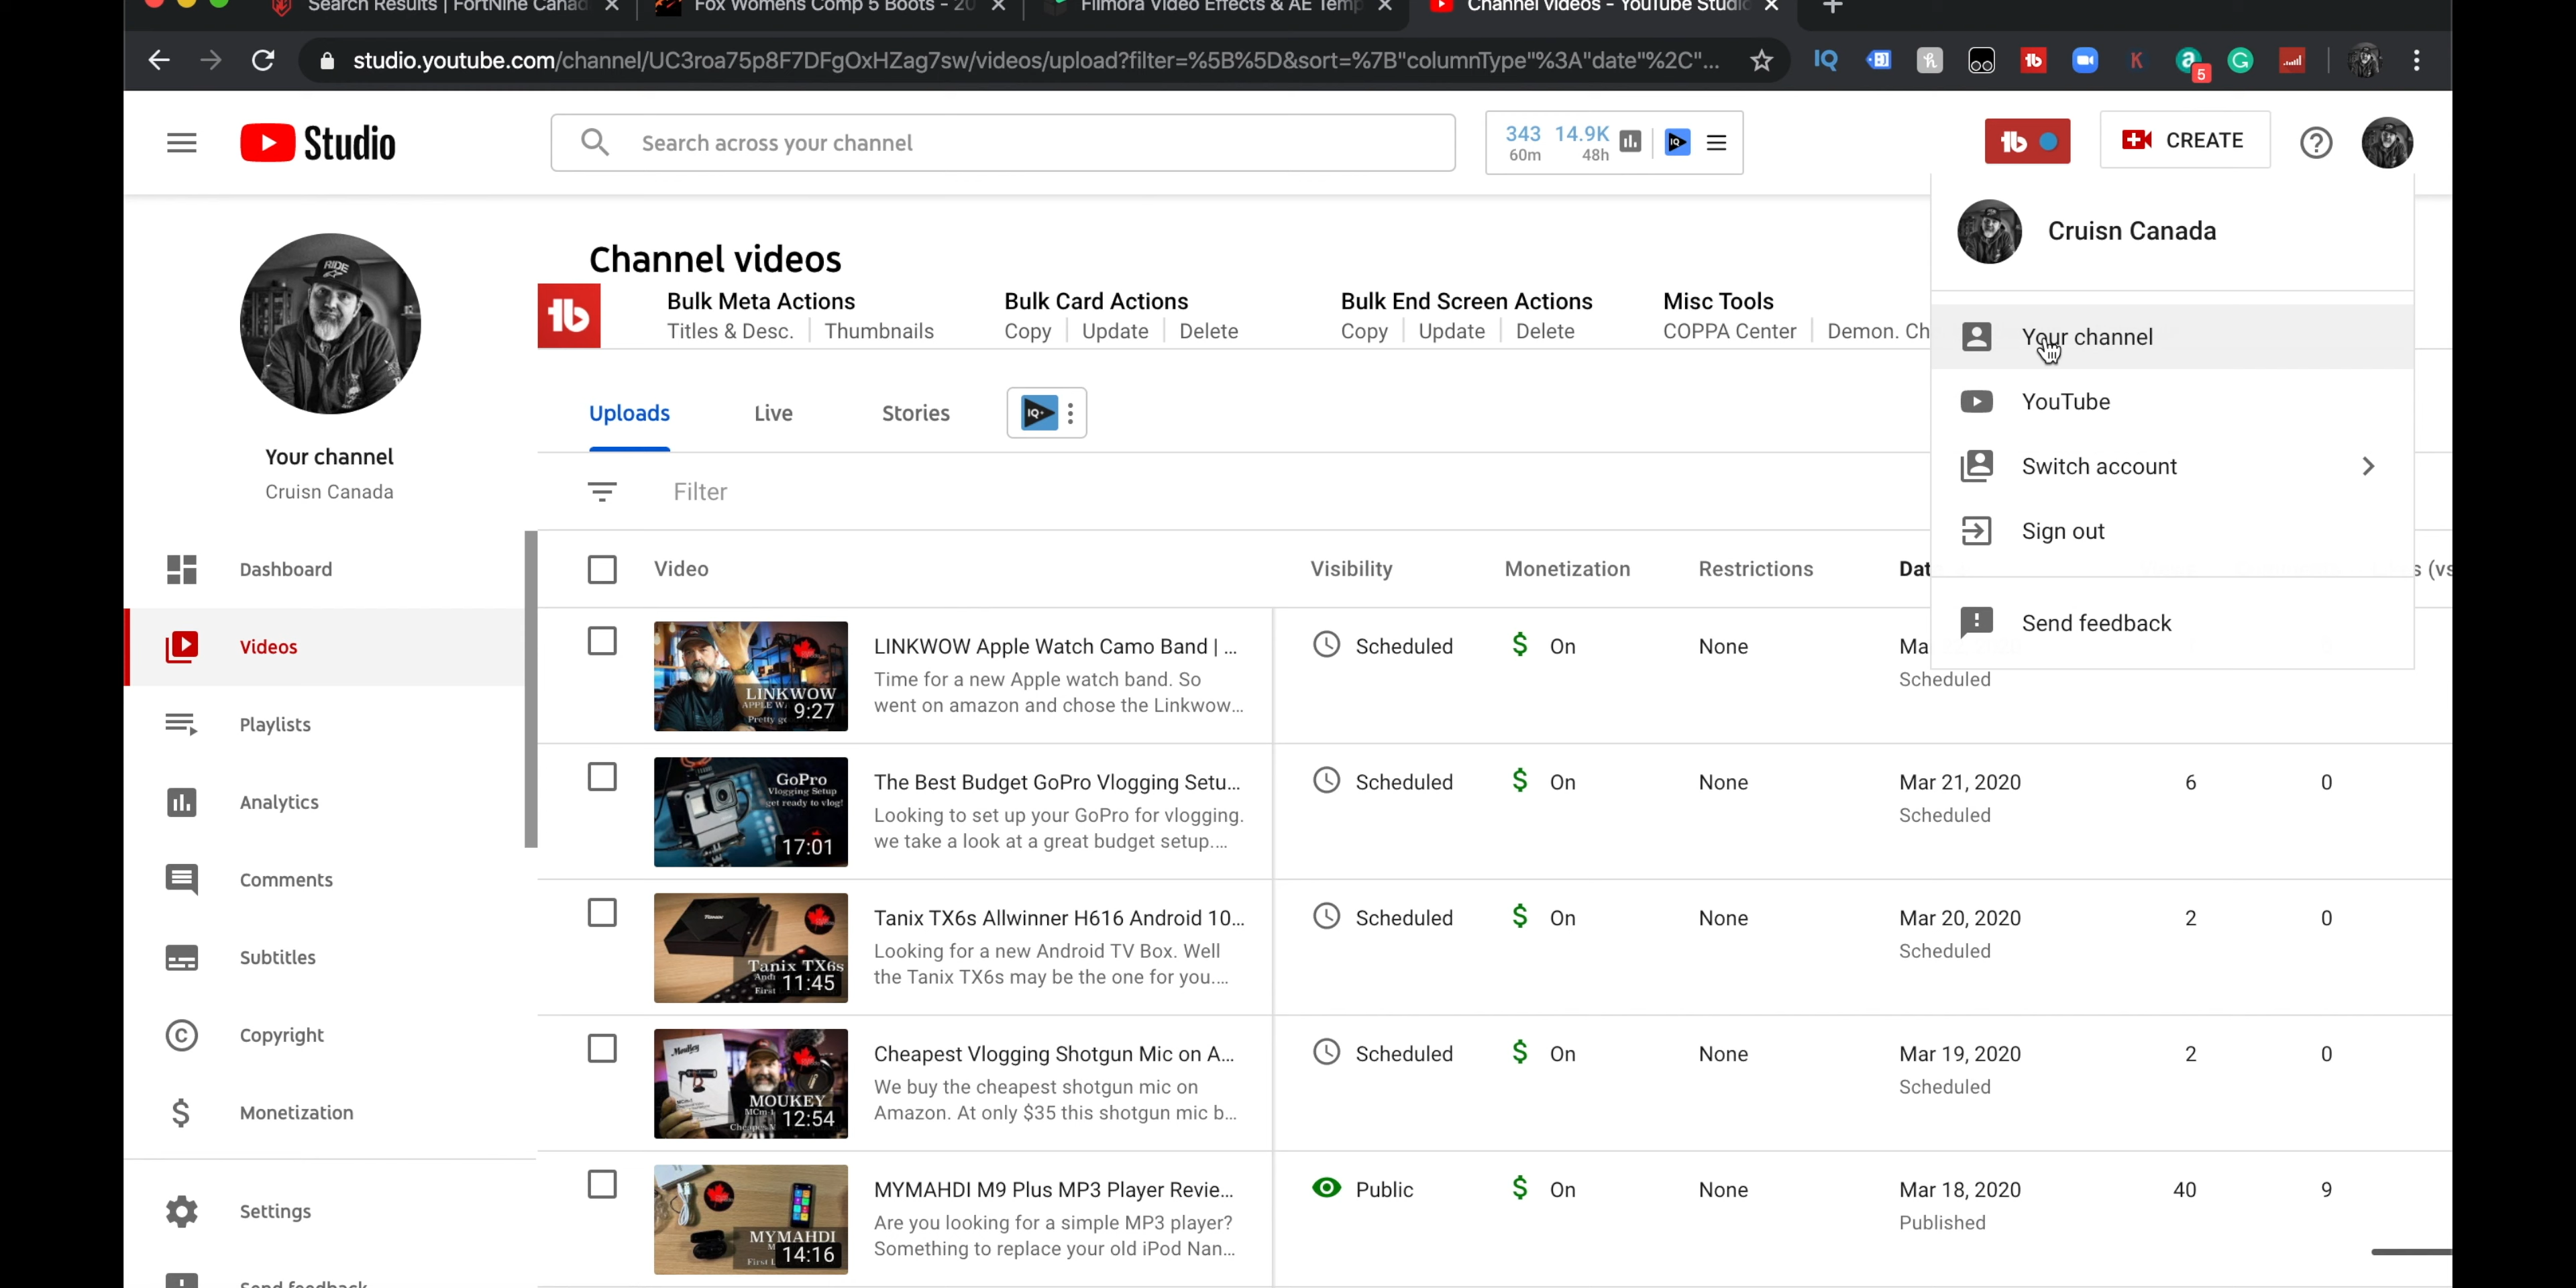 Search Results | FortNine Canad
Fox Womens Comp 5 Boots - 20
Filmora Video Effects & AE Temp
Channel videos - YouTube Studio
studio.youtube.com/channel/UC3roa75p8F7DFgOxHZag7sw/videos/upload?filter=%5B%5D&sort=%7B"columnType"%3A"date"%2C"...
IQ
K
5
Studio
Search across your channel
343 14.9K
60m 48h
IQ
CREATE
Cruisn Canada
Your channel
YouTube
Switch account
Sign out
Send feedback
RIDE
Your channel
Cruisn Canada
Dashboard
Videos
Playlists
Analytics
Comments
Subtitles
Copyright
Monetization
Settings
Send feedback
Channel videos
Bulk Meta Actions Bulk Card Actions Bulk End Screen Actions Misc Tools
Titles & Desc. Thumbnails Copy Update Delete Copy Update Delete COPPA Center Demon. Ch
Uploads Live Stories IQ+
Filter
Video Visibility Monetization Restrictions Dat s (vs
LINKWOW Apple Watch Camo Band | ... Scheduled $ On None Ma
Time for a new Apple watch band. So Scheduled
went on amazon and chose the Linkwow...
LINKWOW
9:27
The Best Budget GoPro Vlogging Setu... Scheduled $ On None Mar 21, 2020 6 0
Looking to set up your GoPro for vlogging. Scheduled
we take a look at a great budget setup....
GoPro
Vlogging Setup
get ready to vlog!
17:01
Tanix TX6s Allwinner H616 Android 10... Scheduled $ On None Mar 20, 2020 2 0
Looking for a new Android TV Box. Well Scheduled
the Tanix TX6s may be the one for you....
Tanix TX6s
11:45
Cheapest Vlogging Shotgun Mic on A... Scheduled $ On None Mar 19, 2020 2 0
We buy the cheapest shotgun mic on Scheduled
Amazon. At only $35 this shotgun mic b...
MOUKEY
12:54
MYMAHDI M9 Plus MP3 Player Revie... Public $ On None Mar 18, 2020 40 9
Are you looking for a simple MP3 player? Published
Something to replace your old iPod Nan...
MYMAHDI
14:16